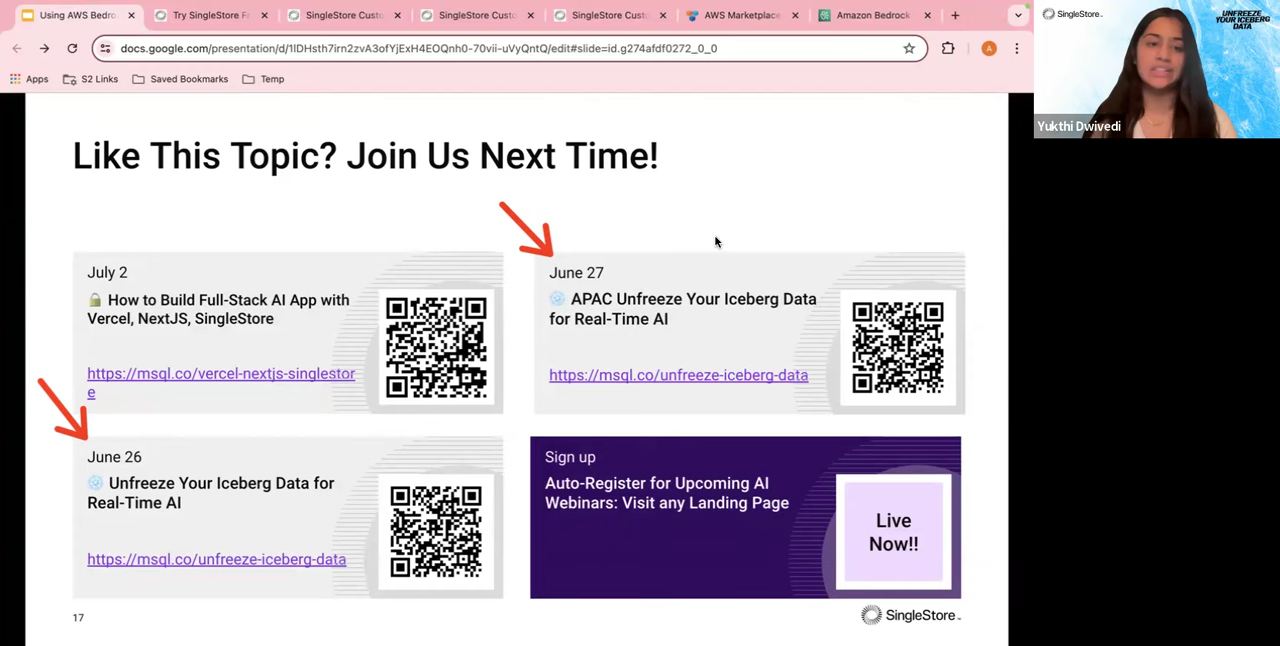 Using AWS Bedro
Try SingleStore Fr
SingleStore Custo
SingleStore Custo
SingleStore Custo
AWS Marketplace
Amazon Bedrock
docs.google.com/presentation/d/1lDHsth7irn2zvA3ofYjExH4EOQnh0-70vii-uVyQntQ/edit#slide=id.g274afdf0272_0_0
A
Apps
S2 Links
Saved Bookmarks
Temp
SingleStore
UNFREEZE
YOUR ICEBERG
DATA
Yukthi Dwivedi
Like This Topic? Join Us Next Time!
July 2
How to Build Full-Stack AI App with
Vercel, NextJS, SingleStore
https://msql.co/vercel-nextjs-singlestor
e
June 27
APAC Unfreeze Your Iceberg Data
for Real-Time AI
https://msql.co/unfreeze-iceberg-data
June 26
Unfreeze Your Iceberg Data for
Real-Time AI
https://msql.co/unfreeze-iceberg-data
Sign up
Auto-Register for Upcoming AI
Webinars: Visit any Landing Page
Live
Now!!
17
SingleStore